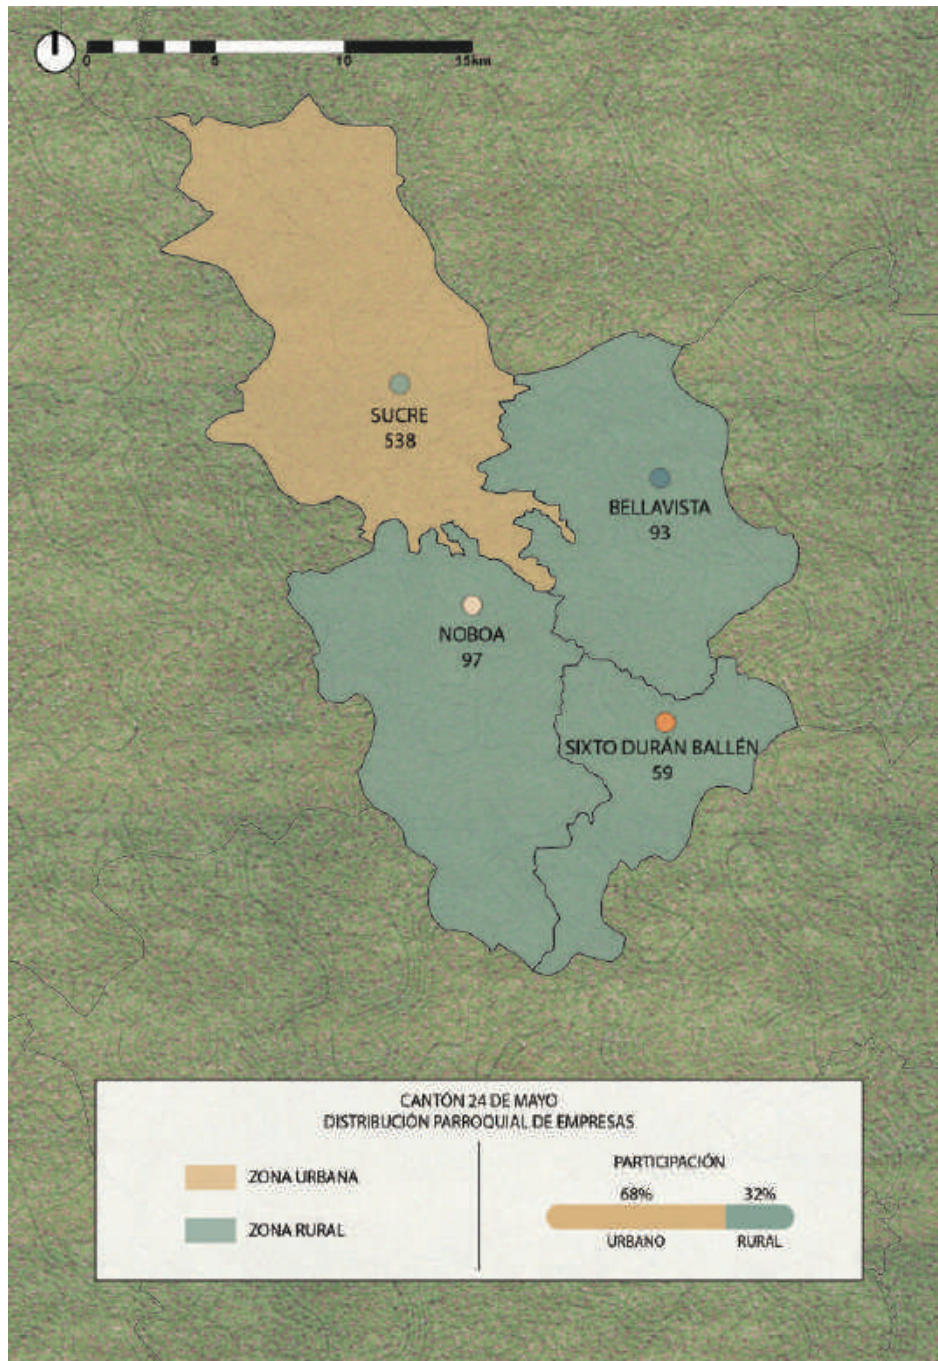 0 5 10 15km
SUCRE
538
BELLAVISTA
93
NOBOA
97
SIXTO DURÁN BALLÉN
59
CANTÓN 24 DE MAYO
DISTRIBUCIÓN PARROQUIAL DE EMPRESAS
ZONA URBANA
ZONA RURAL
PARTICIPACIÓN
68% 32%
URBANO RURAL